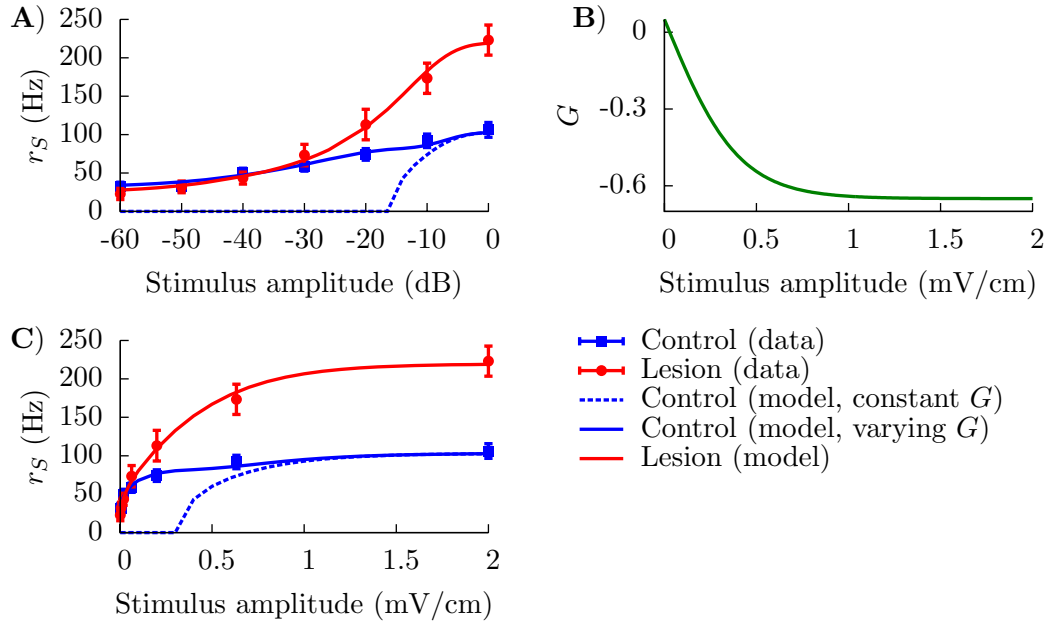 A)
250
200
150
100
50
0
r_S (Hz)
-60
-50
-40
-30
-20
-10
0
Stimulus amplitude (dB)
B)
0
-0.3
-0.6
G
0
0.5
1
1.5
2
Stimulus amplitude (mV/cm)
C)
250
200
150
100
50
0
r_S (Hz)
0
0.5
1
1.5
2
Stimulus amplitude (mV/cm)
Control (data)
Lesion (data)
Control (model, constant G)
Control (model, varying G)
Lesion (model)